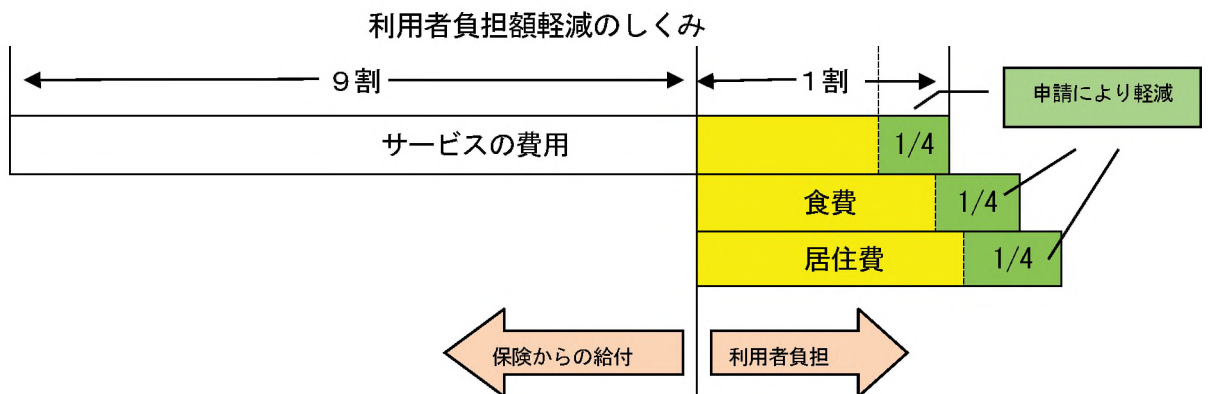 利用者負担額軽減のしくみ
９割
１割
申請により軽減
サービスの費用
1/4
食費
1/4
居住費
1/4
保険からの給付
利用者負担